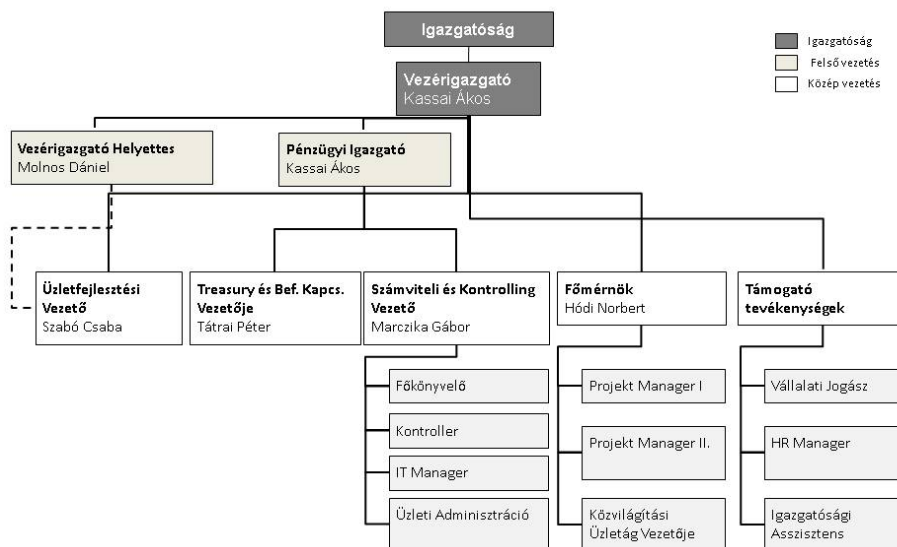 Igazgatóság
Vezérigazgató
Kassai Ákos
Igazgatóság
Felső vezetés
Közép vezetés
Vezérigazgató Helyettes
Molnos Dániel
Pénzügyi Igazgató
Kassai Ákos
Üzletfejlesztési
Vezető
Szabó Csaba
Treasury és Bef. Kapcs.
Vezetője
Tátrai Péter
Számviteli és Kontrolling
Vezető
Marczika Gábor
Főmérnök
Hódi Norbert
Támogató
tevékenységek
Főkönyvelő
Kontroller
IT Manager
Üzleti Adminisztráció
Projekt Manager I
Projekt Manager II.
Közvilágítási
Üzletág Vezetője
Vállalati Jogász
HR Manager
Igazgatósági
Asszisztens